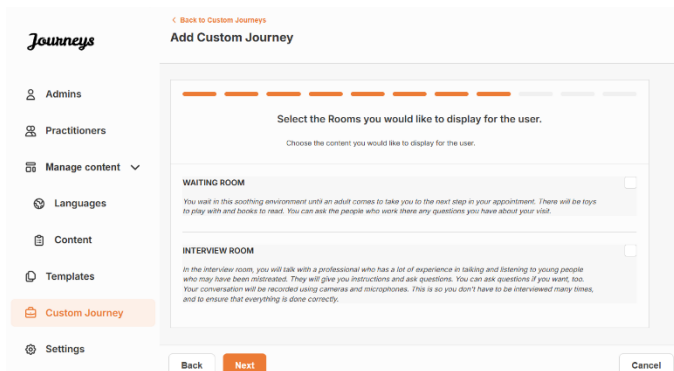 < Back to Custom Journeys
Journeys
Add Custom Journey
Admins
Practitioners
Manage content
Languages
Content
Templates
Custom Journey
Settings
Select the Rooms you would like to display for the user.
Choose the content you would like to display for the user.
WAITING ROOM
You wait in this soothing environment until an adult comes to take you to the next step in your appointment. There will be toys
to play with and books to read. You can ask the people who work there any questions you have about your visit.
INTERVIEW ROOM
In the interview room, you will talk with a professional who has a lot of experience in talking and listening to young people
who may have been mistreated. They will give you instructions and ask questions. You can ask questions if you want, too.
Your conversation will be recorded using cameras and microphones. This is so you don't have to be interviewed many times,
and to ensure that everything is done correctly.
Back
Next
Cancel